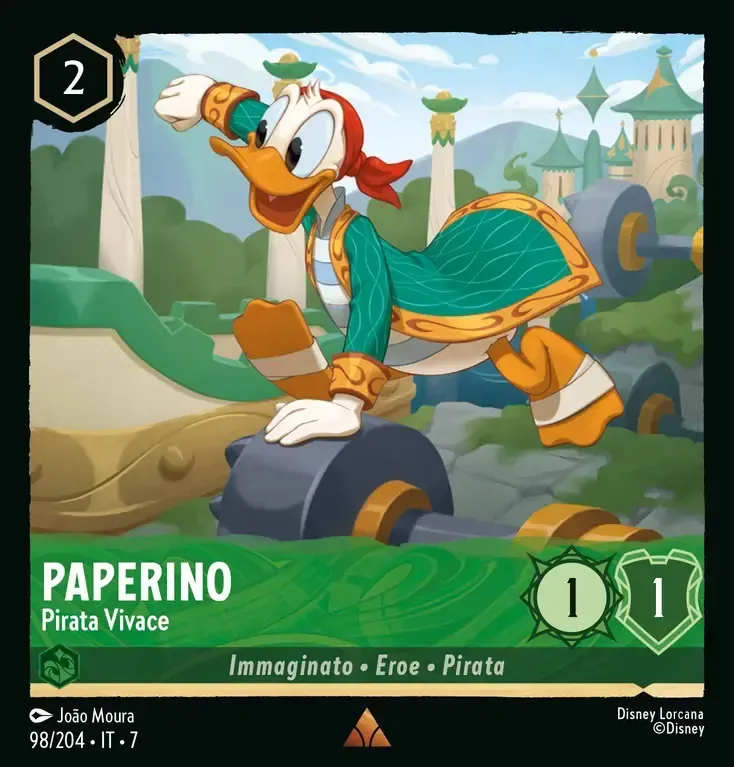 2
PAPERINO
Pirata Vivace
1
1
Immaginato • Eroe • Pirata
João Moura
98/204 • IT • 7
Disney Lorcana
©Disney